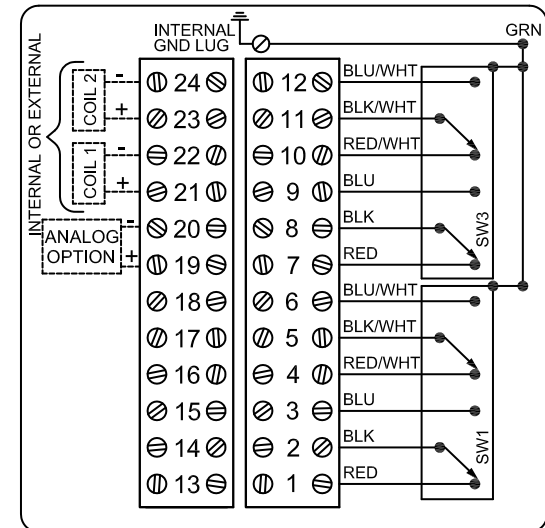 INTERNAL
GND LUG
GRN
INTERNAL OR EXTERNAL
COIL 2
-
+
COIL 1
-
+
ANALOG
OPTION
-
+
24
23
22
21
20
19
18
17
16
15
14
13
12
11
10
9
8
7
6
5
4
3
2
1
BLU/WHT
BLK/WHT
RED/WHT
BLU
BLK
RED
SW3
BLU/WHT
BLK/WHT
RED/WHT
BLU
BLK
RED
SW1